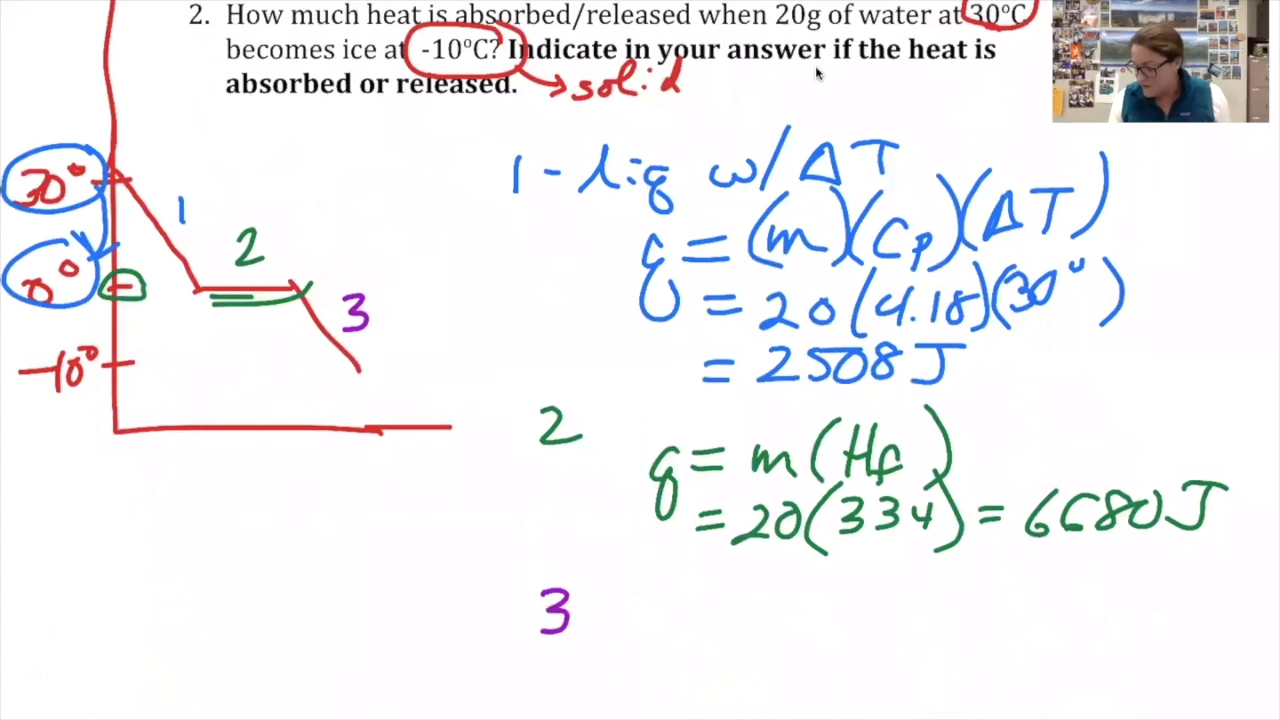 2. How much heat is absorbed/released when 20g of water at 30°C
becomes ice at -10°C? Indicate in your answer if the heat is
absorbed or released.
→ solid
30°
0°
-10°
1
2
3
1 - liq w/ ΔT
q = (m)(Cp)(ΔT)
= 20(4.18)(30°)
= 2508J
2
q = m(Hf)
= 20(334) = 6680J
3